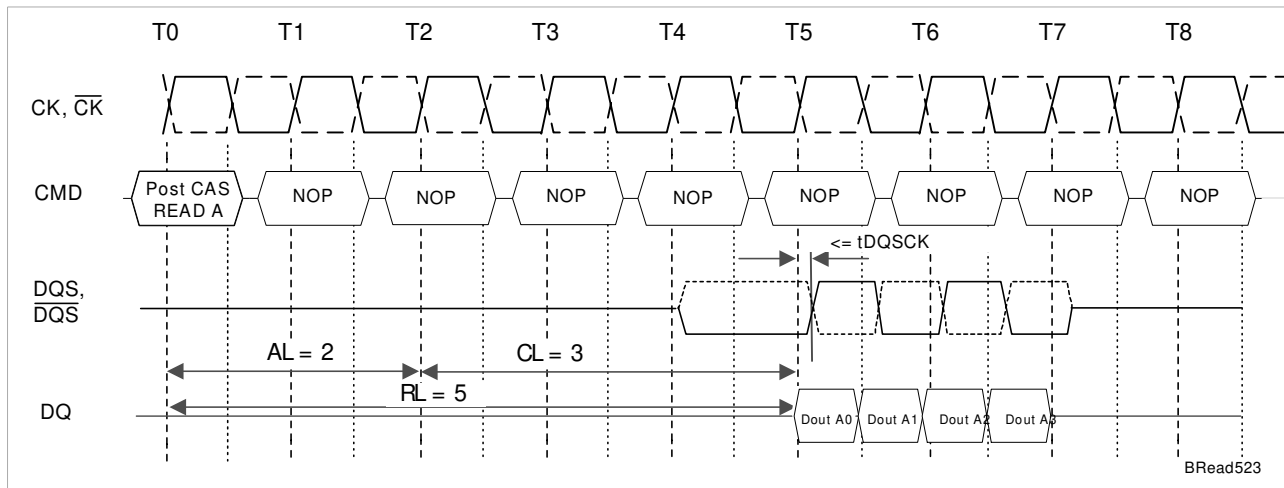 T0 T1 T2 T3 T4 T5 T6 T7 T8
CK, CK
CMD
Post CAS
READ A
NOP NOP NOP NOP NOP NOP NOP NOP
<= tDQSCK
DQS,
DQS
AL = 2
CL = 3
RL = 5
DQ
Dout A0 Dout A1 Dout A2 Dout A3
BRead523